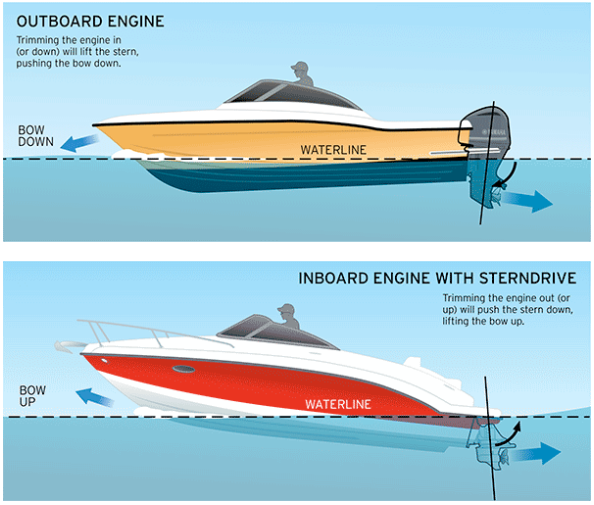 OUTBOARD ENGINE
Trimming the engine in
(or down) will lift the stern,
pushing the bow down.
BOW
DOWN
WATERLINE
YAMAHA
INBOARD ENGINE WITH STERNDRIVE
Trimming the engine out (or
up) will push the stern down,
lifting the bow up.
BOW
UP
WATERLINE